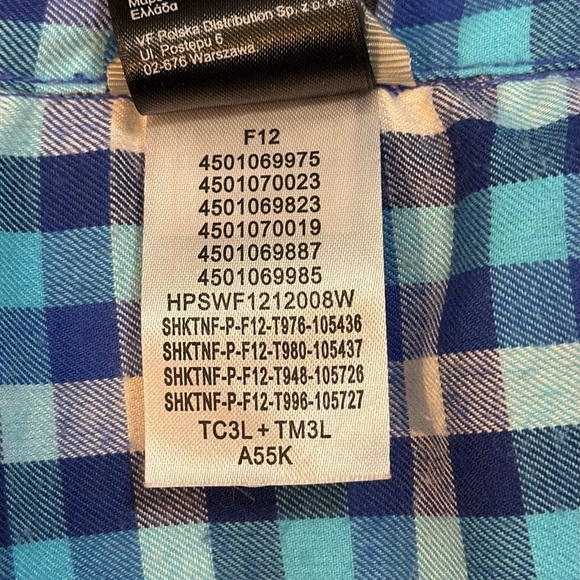 Ελλάδα
VF Polska Distribution Sp. z o. o.
Ul. Postępu 6
02-676 Warszawa.
F12
4501069975
4501070023
4501069823
4501070019
4501069887
4501069985
HPSWF1212008W
SHKTNF-P-F12-T976-105436
SHKTNF-P-F12-T980-105437
SHKTNF-P-F12-T948-105726
SHKTNF-P-F12-T996-105727
TC3L + TM3L
A55K